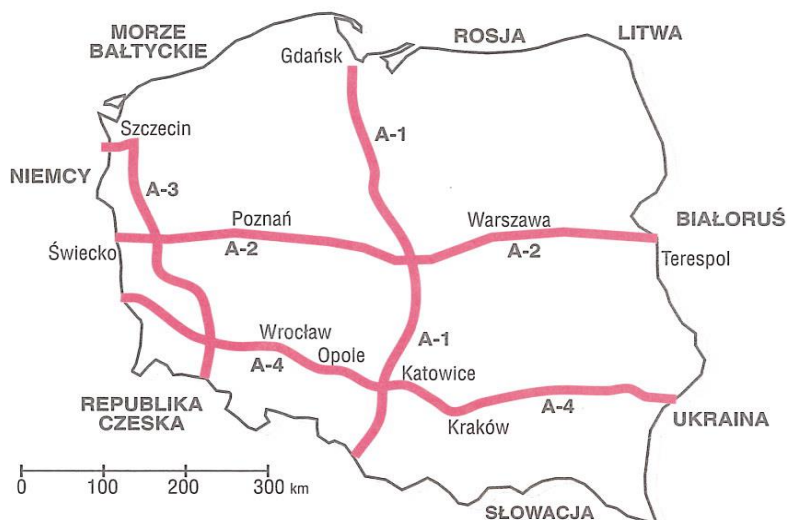 MORZE
BAŁTYCKIE
ROSJA
LITWA
Gdańsk
Szczecin
A-1
NIEMCY
A-3
Poznań
Warszawa
BIAŁORUŚ
Świecko
A-2
A-2
Terespol
Wrocław
A-1
Opole
A-4
Katowice
REPUBLIKA
CZESKA
A-4
Kraków
UKRAINA
0 100 200 300 km
SŁOWACJA